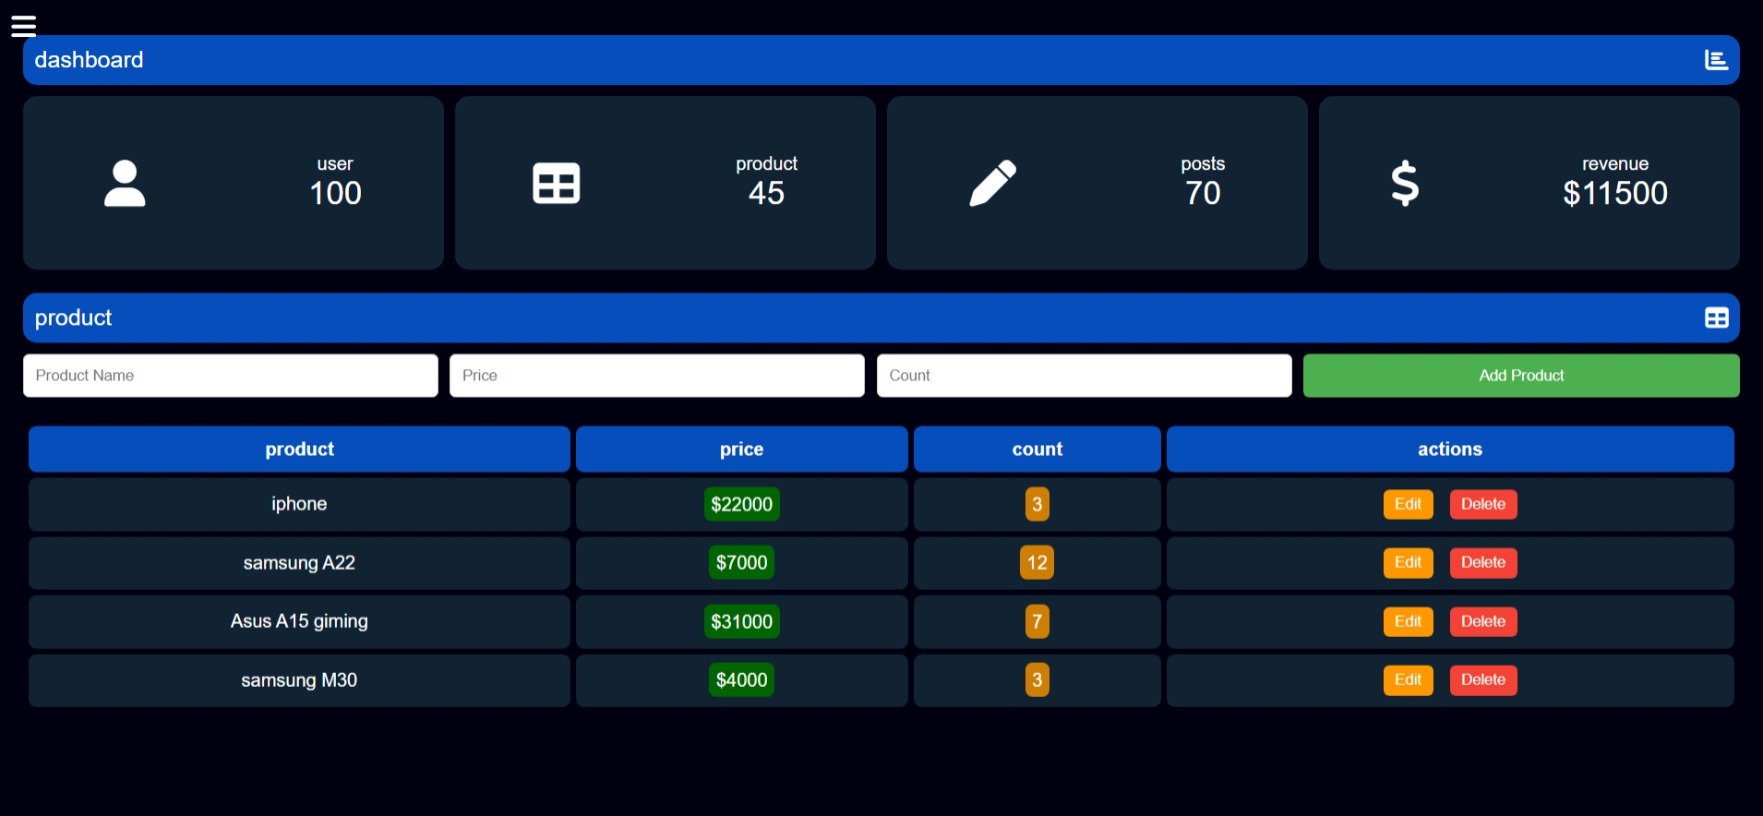 dashboard
user
100
product
45
posts
70
revenue
$11500
product
Product Name Price Count Add Product
product price count actions
iphone $22000 3 Edit Delete
samsung A22 $7000 12 Edit Delete
Asus A15 giming $31000 7 Edit Delete
samsung M30 $4000 3 Edit Delete